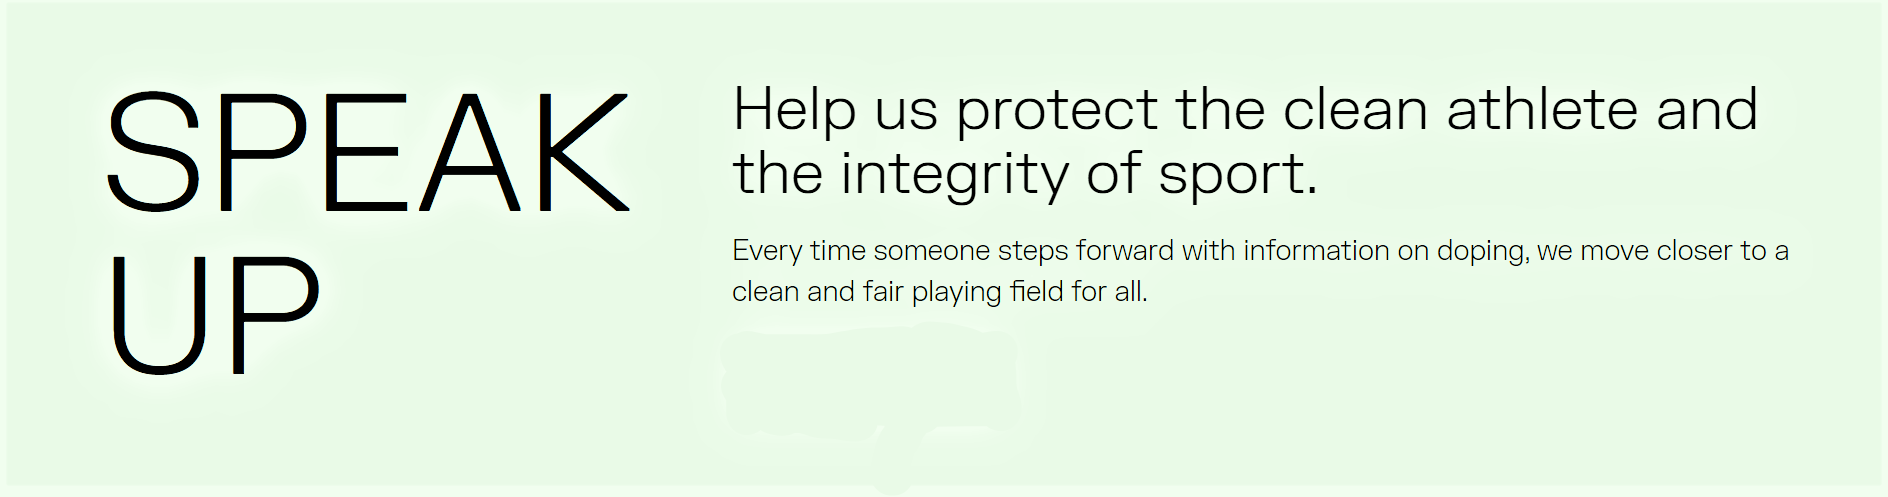 SPEAK
UP
Help us protect the clean athlete and
the integrity of sport.
Every time someone steps forward with information on doping, we move closer to a
clean and fair playing field for all.